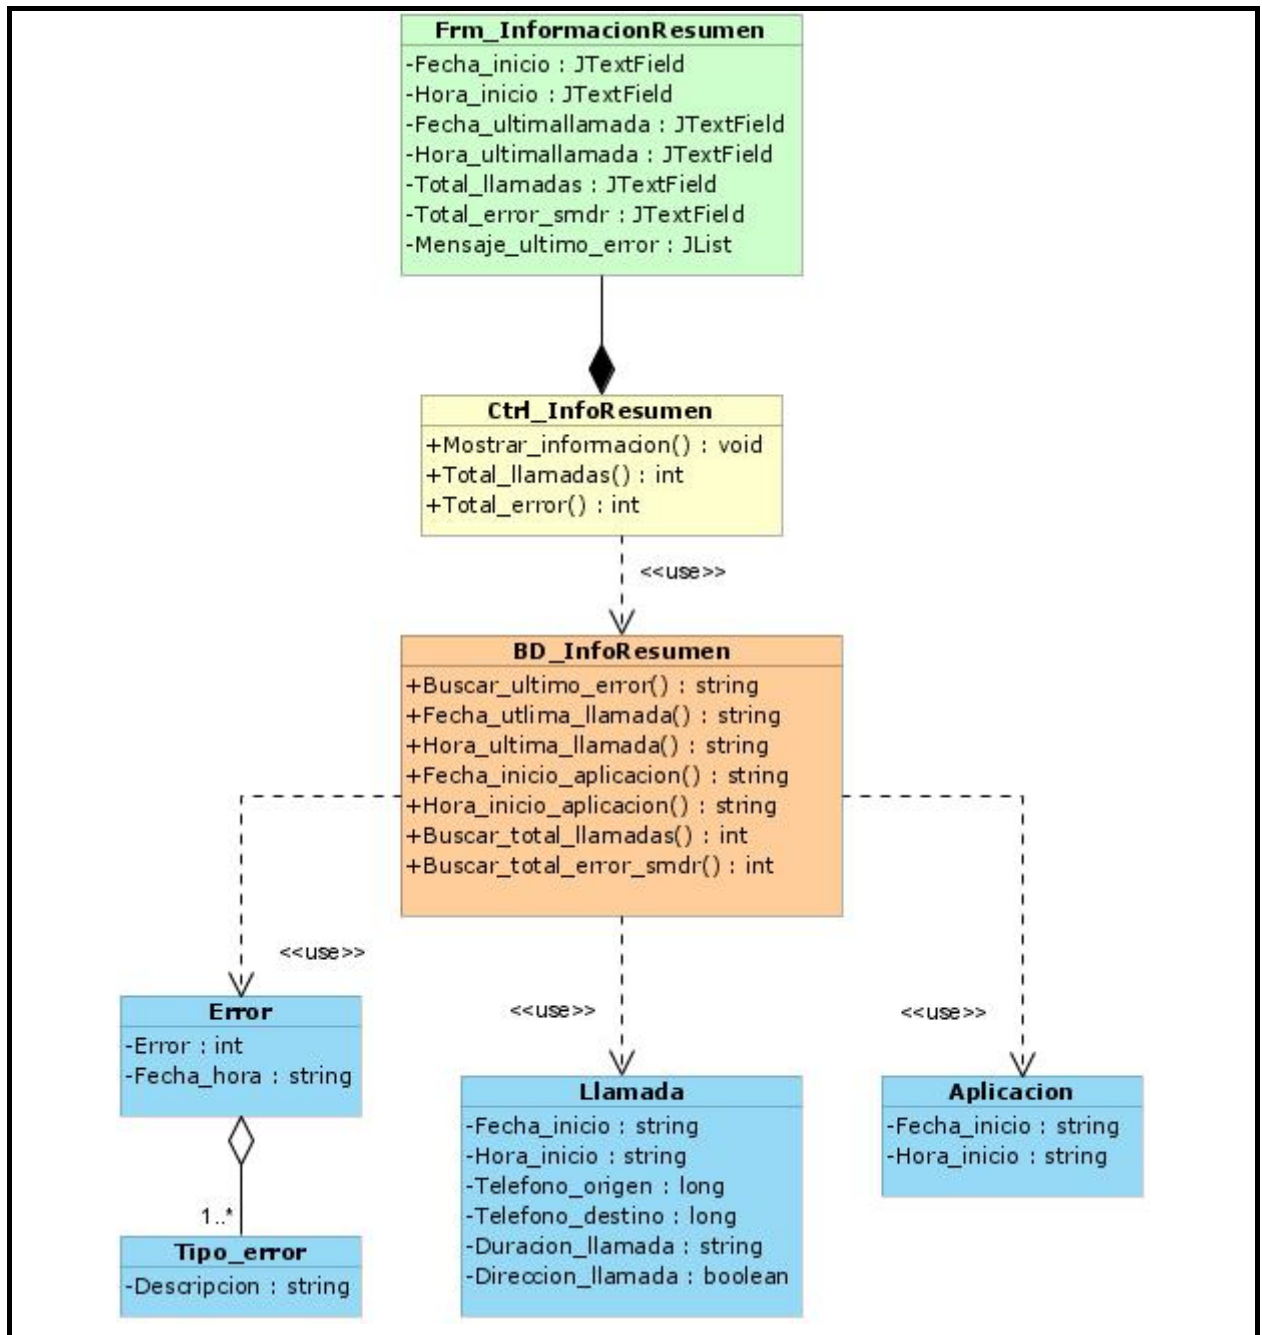 Frm_InformacionResumen
-Fecha_inicio : JTextField
-Hora_inicio : JTextField
-Fecha_ultimallamada : JTextField
-Hora_ultimallamada : JTextField
-Total_llamadas : JTextField
-Total_error_smdr : JTextField
-Mensaje_ultimo_error : JList
Ctrl_InfoResumen
+Mostrar_informacion() : void
+Total_llamadas() : int
+Total_error() : int
<<use>>
BD_InfoResumen
+Buscar_ultimo_error() : string
+Fecha_utlima_llamada() : string
+Hora_ultima_llamada() : string
+Fecha_inicio_aplicacion() : string
+Hora_inicio_aplicacion() : string
+Buscar_total_llamadas() : int
+Buscar_total_error_smdr() : int
<<use>>
<<use>>
<<use>>
Error
-Error : int
-Fecha_hora : string
1..*
Tipo_error
-Descripcion : string
Llamada
-Fecha_inicio : string
-Hora_inicio : string
-Telefono_origen : long
-Telefono_destino : long
-Duracion_llamada : string
-Direccion_llamada : boolean
Aplicacion
-Fecha_inicio : string
-Hora_inicio : string